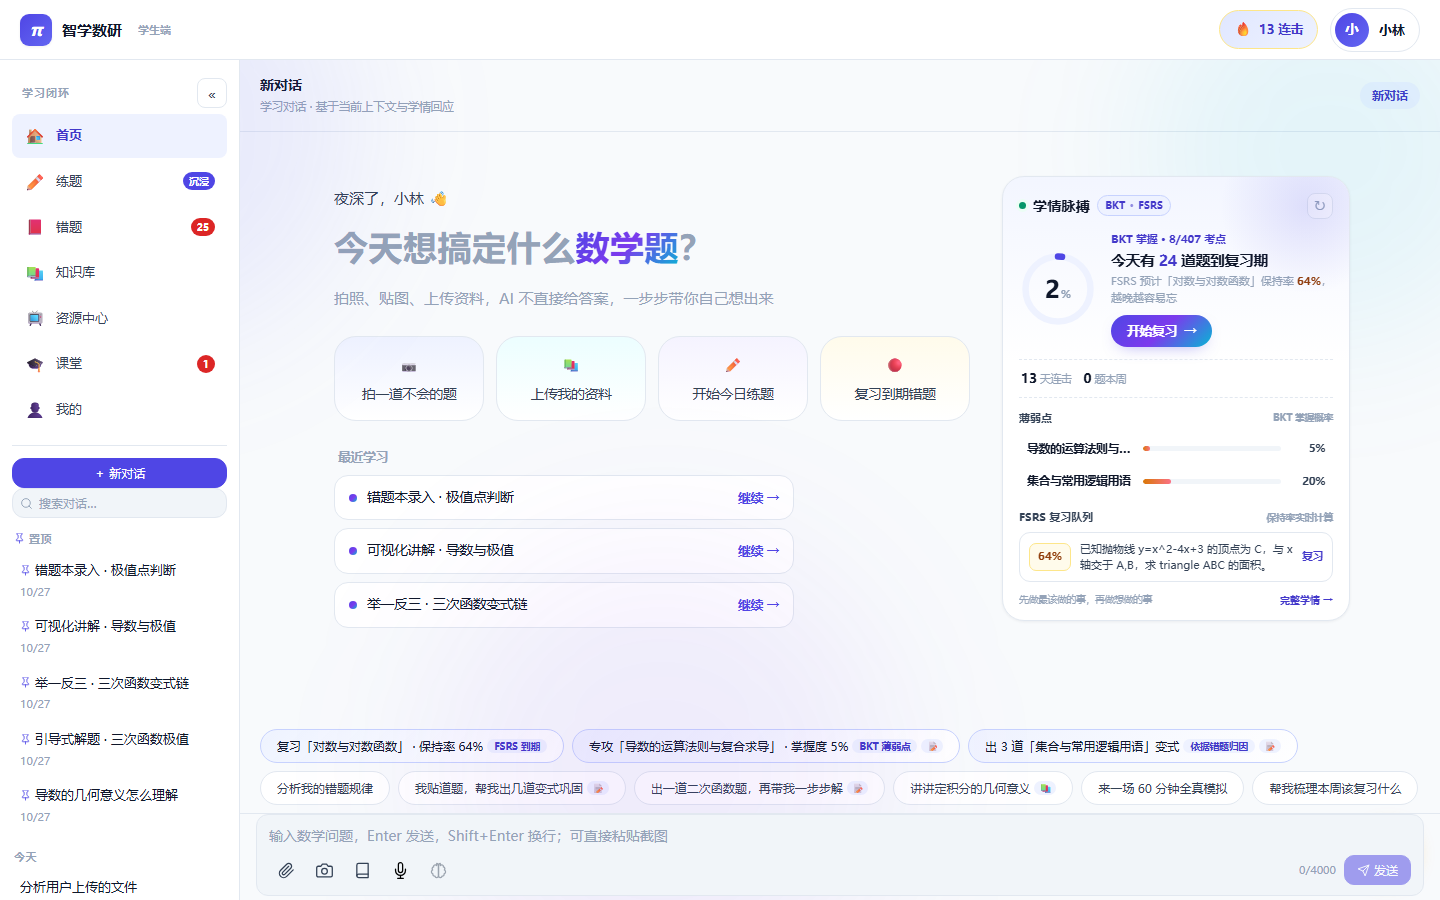 π 智学数研 学生端
🔥 13 连击
小 小林
学习闭环 «
首页
练题 沉浸
错题 25
知识库
资源中心
课堂 1
我的
+ 新对话
搜索对话...
置顶
错题本录入 · 极值点判断
10/27
可视化讲解 · 导数与极值
10/27
举一反三 · 三次函数变式链
10/27
引导式解题 · 三次函数极值
10/27
导数的几何意义怎么理解
10/27
今天
分析用户上传的文件
新对话
学习对话 · 基于当前上下文与学情回应
新对话
夜深了，小林 👋
今天想搞定什么数学题？
拍照、贴图、上传资料，AI 不直接给答案，一步步带你自己想出来
拍一道不会的题
上传我的资料
开始今日练题
复习到期错题
最近学习
错题本录入 · 极值点判断 继续 →
可视化讲解 · 导数与极值 继续 →
举一反三 · 三次函数变式链 继续 →
学情脉搏 BKT • FSRS ↻
2%
BKT 掌握 • 8/407 考点
今天有 24 道题到复习期
FSRS 预计「对数与对数函数」保持率 64%，
越晚越容易忘
开始复习 →
13 天连击 0 题本周
薄弱点 BKT 掌握概率
导数的运算法则与... 5%
集合与常用逻辑用语 20%
FSRS 复习队列 保持率实时计算
64% 已知抛物线 y=x^2-4x+3 的顶点为 C，与 x
轴交于 A,B，求 triangle ABC 的面积。
复习
先做最该做的事，再做想做的事 完整学情 →
复习「对数与对数函数」 · 保持率 64% FSRS 到期
专攻「导数的运算法则与复合求导」 · 掌握度 5% BKT 薄弱点
出 3 道「集合与常用逻辑用语」变式 依据错题归因
分析我的错题规律
我贴道题，帮我出几道变式巩固
出一道二次函数题，再带我一步步解
讲讲定积分的几何意义
来一场 60 分钟全真模拟
帮我梳理本周该复习什么
输入数学问题，Enter 发送，Shift+Enter 换行；可直接粘贴截图
0/4000 发送